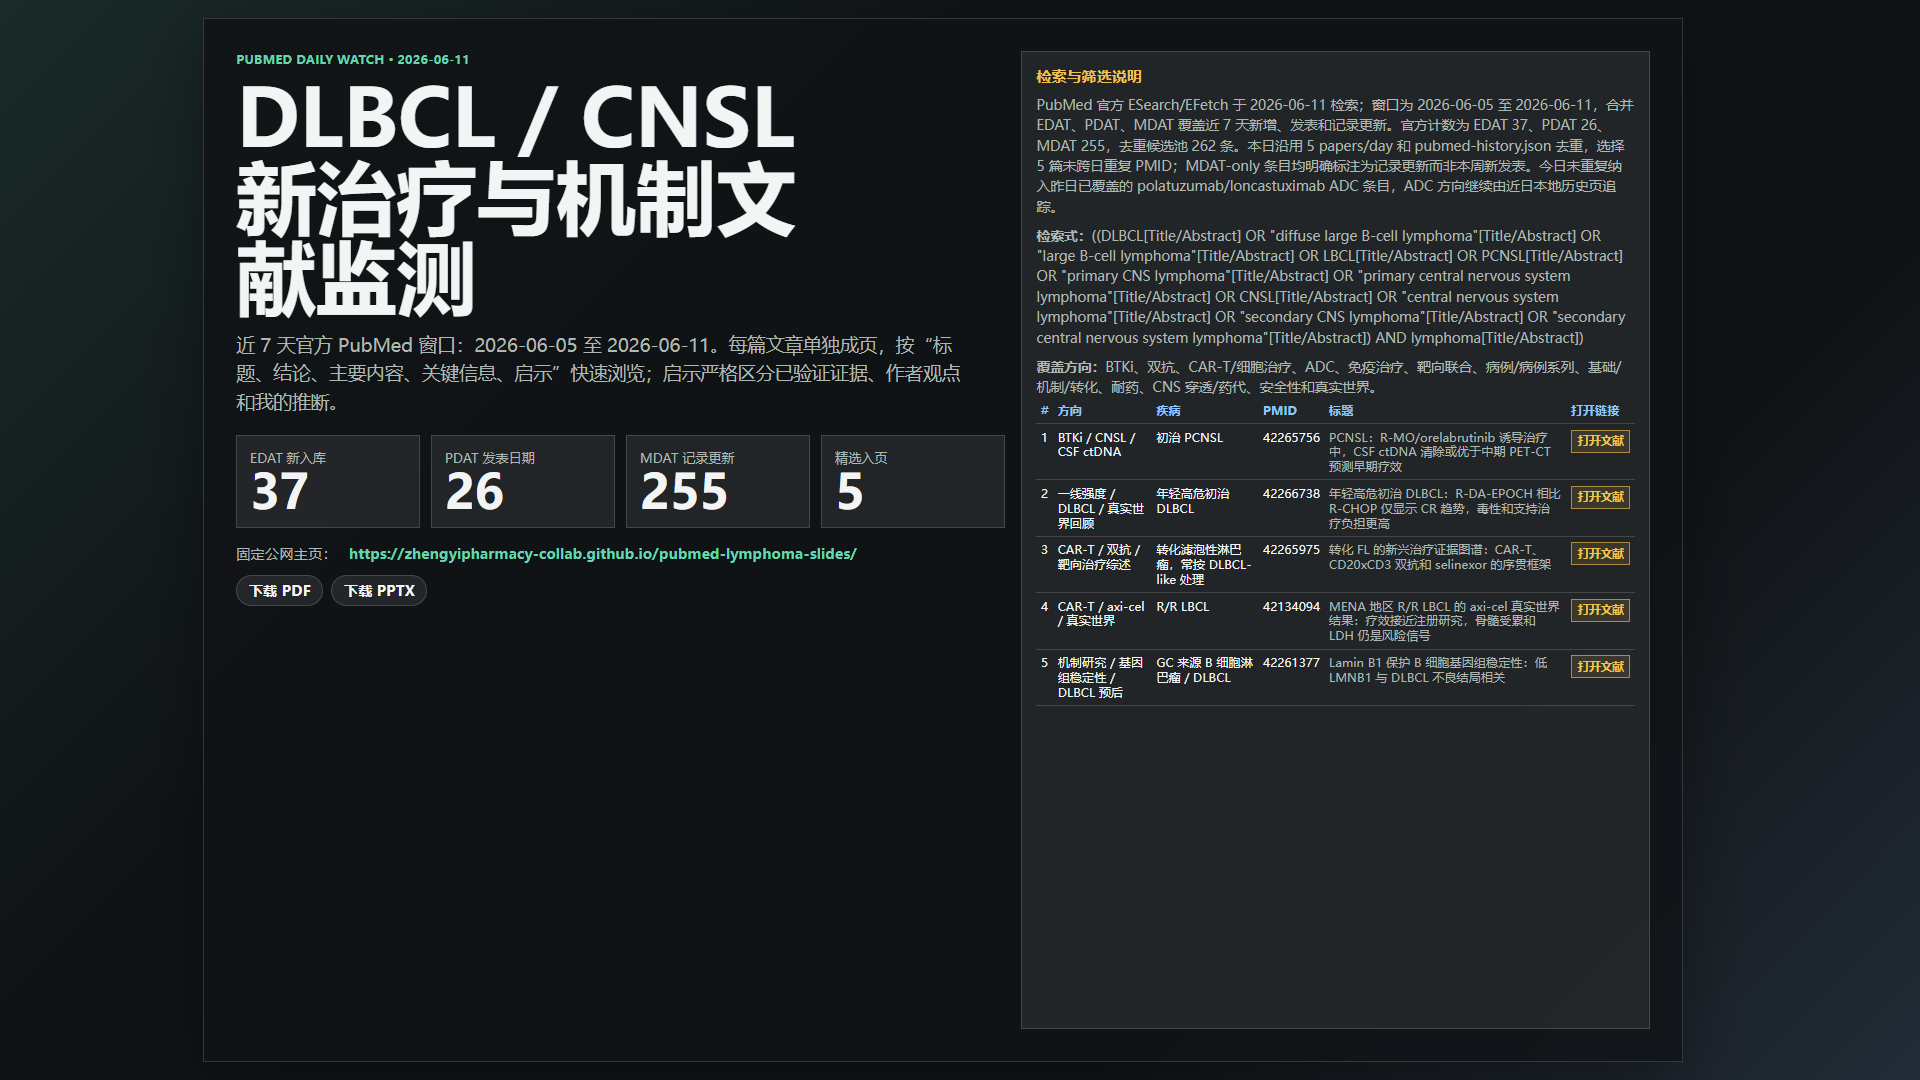 PUBMED DAILY WATCH • 2026-06-11
DLBCL / CNSL
新治疗与机制文
献监测
近 7 天官方 PubMed 窗口：2026-06-05 至 2026-06-11。每篇文章单独成页，按“标
题、结论、主要内容、关键信息、启示”快速浏览；启示严格区分已验证证据、作者观点
和我的推断。
EDAT 新入库
37
PDAT 发表日期
26
MDAT 记录更新
255
精选入页
5
固定公网主页： https://zhengyipharmacy-collab.github.io/pubmed-lymphoma-slides/
下载 PDF
下载 PPTX
检索与筛选说明
PubMed 官方 ESearch/EFetch 于 2026-06-11 检索；窗口为 2026-06-05 至 2026-06-11，合并
EDAT、PDAT、MDAT 覆盖近 7 天新增、发表和记录更新。官方计数为 EDAT 37、PDAT 26、
MDAT 255，去重候选池 262 条。本日沿用 5 papers/day 和 pubmed-history.json 去重，选择
5 篇未跨日重复 PMID；MDAT-only 条目均明确标注为记录更新而非本周新发表。今日未重复纳
入昨日已覆盖的 polatuzumab/loncastuximab ADC 条目，ADC 方向继续由近日本地历史页追
踪。
检索式：((DLBCL[Title/Abstract] OR "diffuse large B-cell lymphoma"[Title/Abstract] OR
"large B-cell lymphoma"[Title/Abstract] OR LBCL[Title/Abstract] OR PCNSL[Title/Abstract]
OR "primary CNS lymphoma"[Title/Abstract] OR "primary central nervous system
lymphoma"[Title/Abstract] OR CNSL[Title/Abstract] OR "central nervous system
lymphoma"[Title/Abstract] OR "secondary CNS lymphoma"[Title/Abstract] OR "secondary
central nervous system lymphoma"[Title/Abstract]) AND lymphoma[Title/Abstract])
覆盖方向：BTKi、双抗、CAR-T/细胞治疗、ADC、免疫治疗、靶向联合、病例/病例系列、基础/
机制/转化、耐药、CNS 穿透/药代、安全性和真实世界。
# 方向 疾病 PMID 标题 打开链接
1 BTKi / CNSL / 初治 PCNSL 42265756 PCNSL：R-MO/orelabrutinib 诱导治疗 打开文献
CSF ctDNA 中，CSF ctDNA 清除或优于中期 PET-CT
预测早期疗效
2 一线强度 / 年轻高危初治 42266738 年轻高危初治 DLBCL：R-DA-EPOCH 相比 打开文献
DLBCL / 真实世 DLBCL R-CHOP 仅显示 CR 趋势，毒性和支持治
界回顾 疗负担更高
3 CAR-T / 双抗 / 转化滤泡性淋巴 42265975 转化 FL 的新兴治疗证据图谱：CAR-T、 打开文献
靶向治疗综述 瘤，常按 DLBCL- CD20xCD3 双抗和 selinexor 的序贯框架
like 处理
4 CAR-T / axi-cel R/R LBCL 42134094 MENA 地区 R/R LBCL 的 axi-cel 真实世界 打开文献
/ 真实世界 结果：疗效接近注册研究，骨髓受累和
LDH 仍是风险信号
5 机制研究 / 基因 GC 来源 B 细胞淋 42261377 Lamin B1 保护 B 细胞基因组稳定性：低 打开文献
组稳定性 / 巴瘤 / DLBCL LMNB1 与 DLBCL 不良结局相关
DLBCL 预后